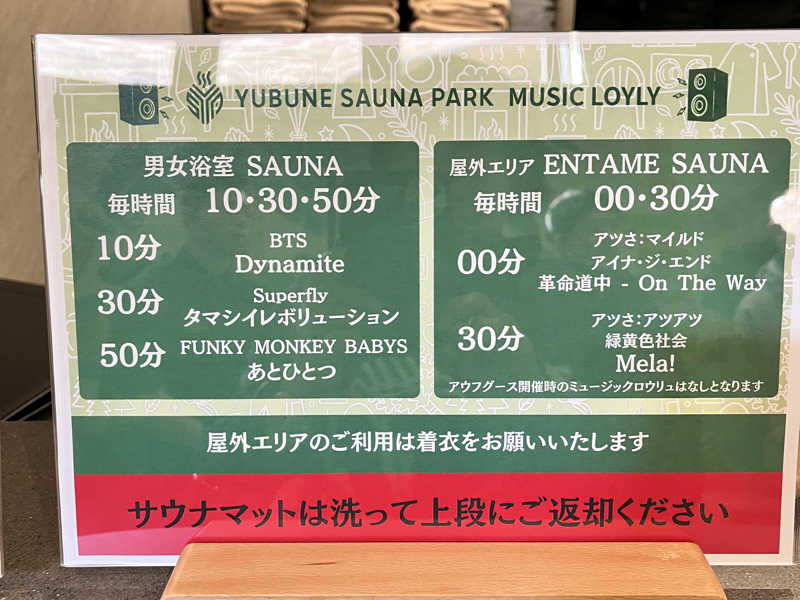 YUBUNE SAUNA PARK MUSIC LOYLY
男女浴室 SAUNA
毎時間 10・30・50分
10分 BTS
Dynamite
30分 Superfly
タマシイレボリューション
50分 FUNKY MONKEY BABYS
あとひとつ
屋外エリア ENTAME SAUNA
毎時間 00・30分
00分 アツさ:マイルド
アイナ・ジ・エンド
革命道中 - On The Way
30分 アツさ:アツアツ
緑黄色社会
Mela!
アウフグース開催時のミュージックロウリュはなしとなります
屋外エリアのご利用は着衣をお願いいたします
サウナマットは洗って上段にご返却ください